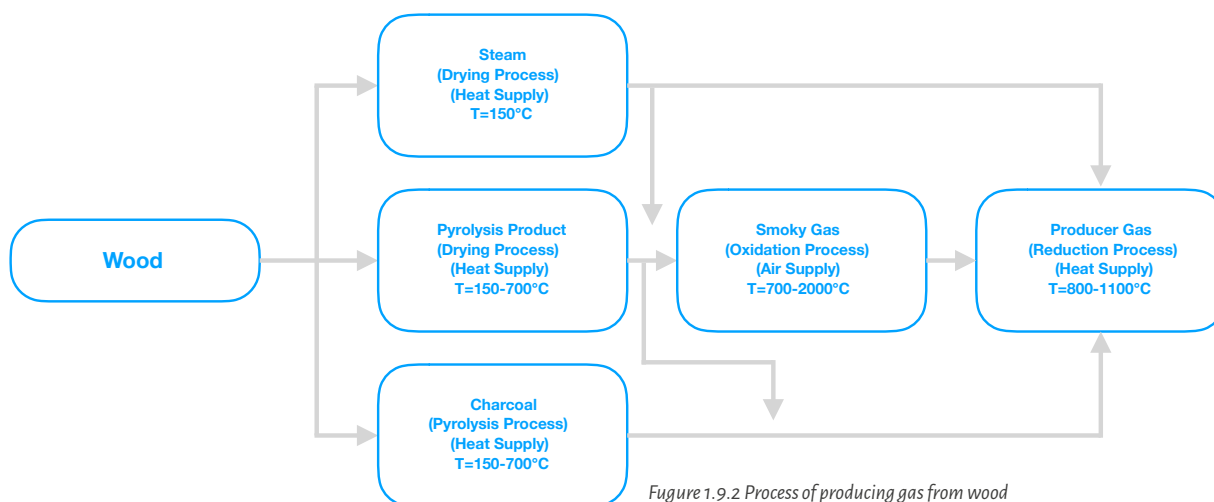 Steam
(Drying Process)
(Heat Supply)
T=150°C
Wood
Pyrolysis Product
(Drying Process)
(Heat Supply)
T=150-700°C
Smoky Gas
(Oxidation Process)
(Air Supply)
T=700-2000°C
Producer Gas
(Reduction Process)
(Heat Supply)
T=800-1100°C
Charcoal
(Pyrolysis Process)
(Heat Supply)
T=150-700°C
Fugure 1.9.2 Process of producing gas from wood